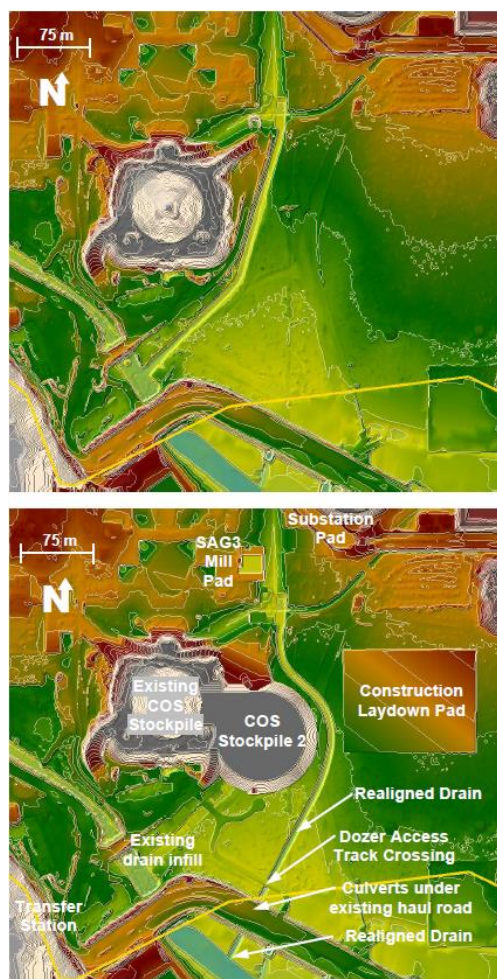 75 m
N
75 m
N
Substation
Pad
SAG3
Mill
Pad
Existing
COS
Stockpile
COS
Stockpile 2
Construction
Laydown Pad
Realigned Drain
Existing
drain infill
Dozer Access
Track Crossing
Transfer
Station
Culverts under
existing haul road
Realigned Drain